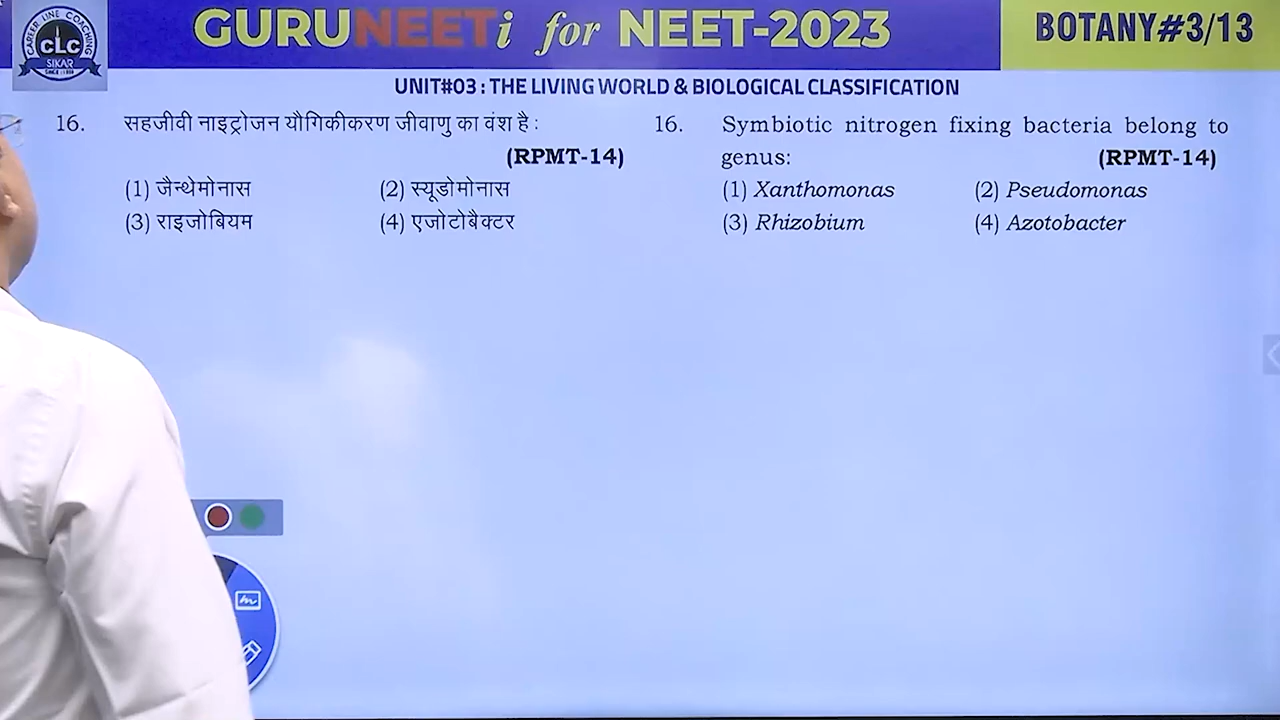 GURUNEETi for NEET-2023
BOTANY#3/13
CAREER LINE COACHING
CLC
SIKAR
SINCE : 1996
UNIT#03 : THE LIVING WORLD & BIOLOGICAL CLASSIFICATION
16. सहजीवी नाइट्रोजन यौगिकीकरण जीवाणु का वंश है :
(RPMT-14)
(1) जैन्थेमोनास (2) स्यूडोमोनास
(3) राइजोबियम (4) एजोटोबैक्टर
16. Symbiotic nitrogen fixing bacteria belong to
genus: (RPMT-14)
(1) Xanthomonas (2) Pseudomonas
(3) Rhizobium (4) Azotobacter